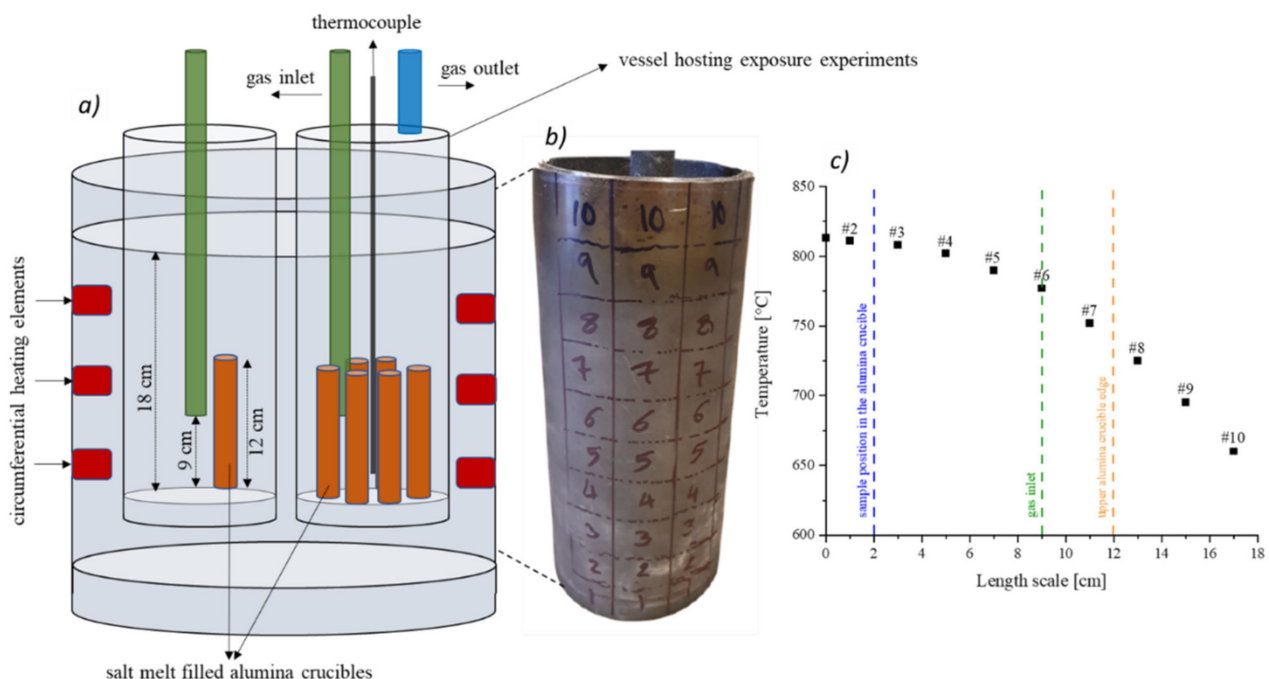 thermocouple
gas inlet
gas outlet
vessel hosting exposure experiments
a)
circumferential heating elements
18 cm
9 cm
12 cm
salt melt filled alumina crucibles
b)
10 10 10
9 9 9
8 8 8
7 7 7
6 6 6
5 5 5
4 4 4
3 3 3
2 2 2
1 1
c)
Temperature [°C]
850
800
750
700
650
600
#2
#3
#4
#5
#6
#7
#8
#9
#10
sample position in the alumina crucible
gas inlet
upper alumina crucible edge
0 2 4 6 8 10 12 14 16 18
Length scale [cm]